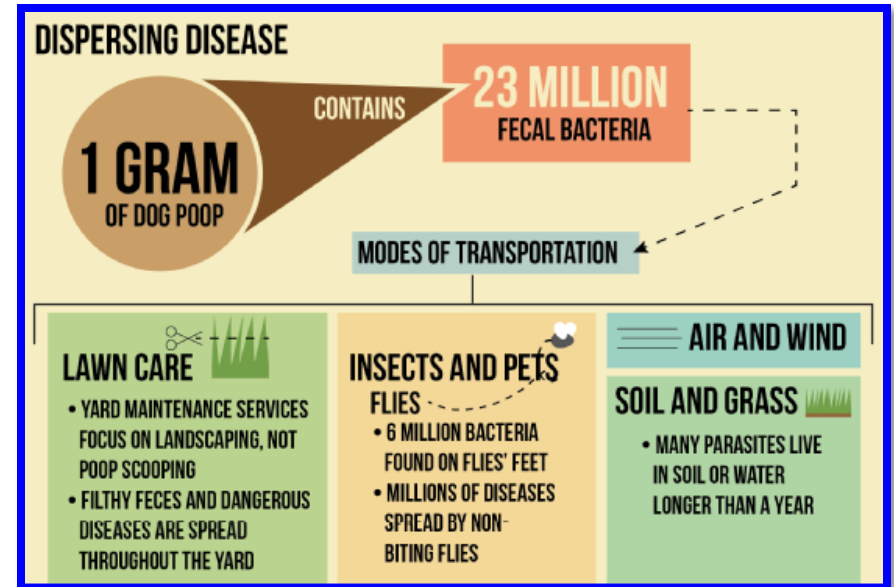 DISPERSING DISEASE
1 GRAM
OF DOG POOP
CONTAINS
23 MILLION
FECAL BACTERIA
MODES OF TRANSPORTATION
LAWN CARE
• YARD MAINTENANCE SERVICES
FOCUS ON LANDSCAPING, NOT
POOP SCOOPING
• FILTHY FECES AND DANGEROUS
DISEASES ARE SPREAD
THROUGHOUT THE YARD
INSECTS AND PETS
FLIES
• 6 MILLION BACTERIA
FOUND ON FLIES' FEET
• MILLIONS OF DISEASES
SPREAD BY NON-
BITING FLIES
AIR AND WIND
SOIL AND GRASS
• MANY PARASITES LIVE
IN SOIL OR WATER
LONGER THAN A YEAR